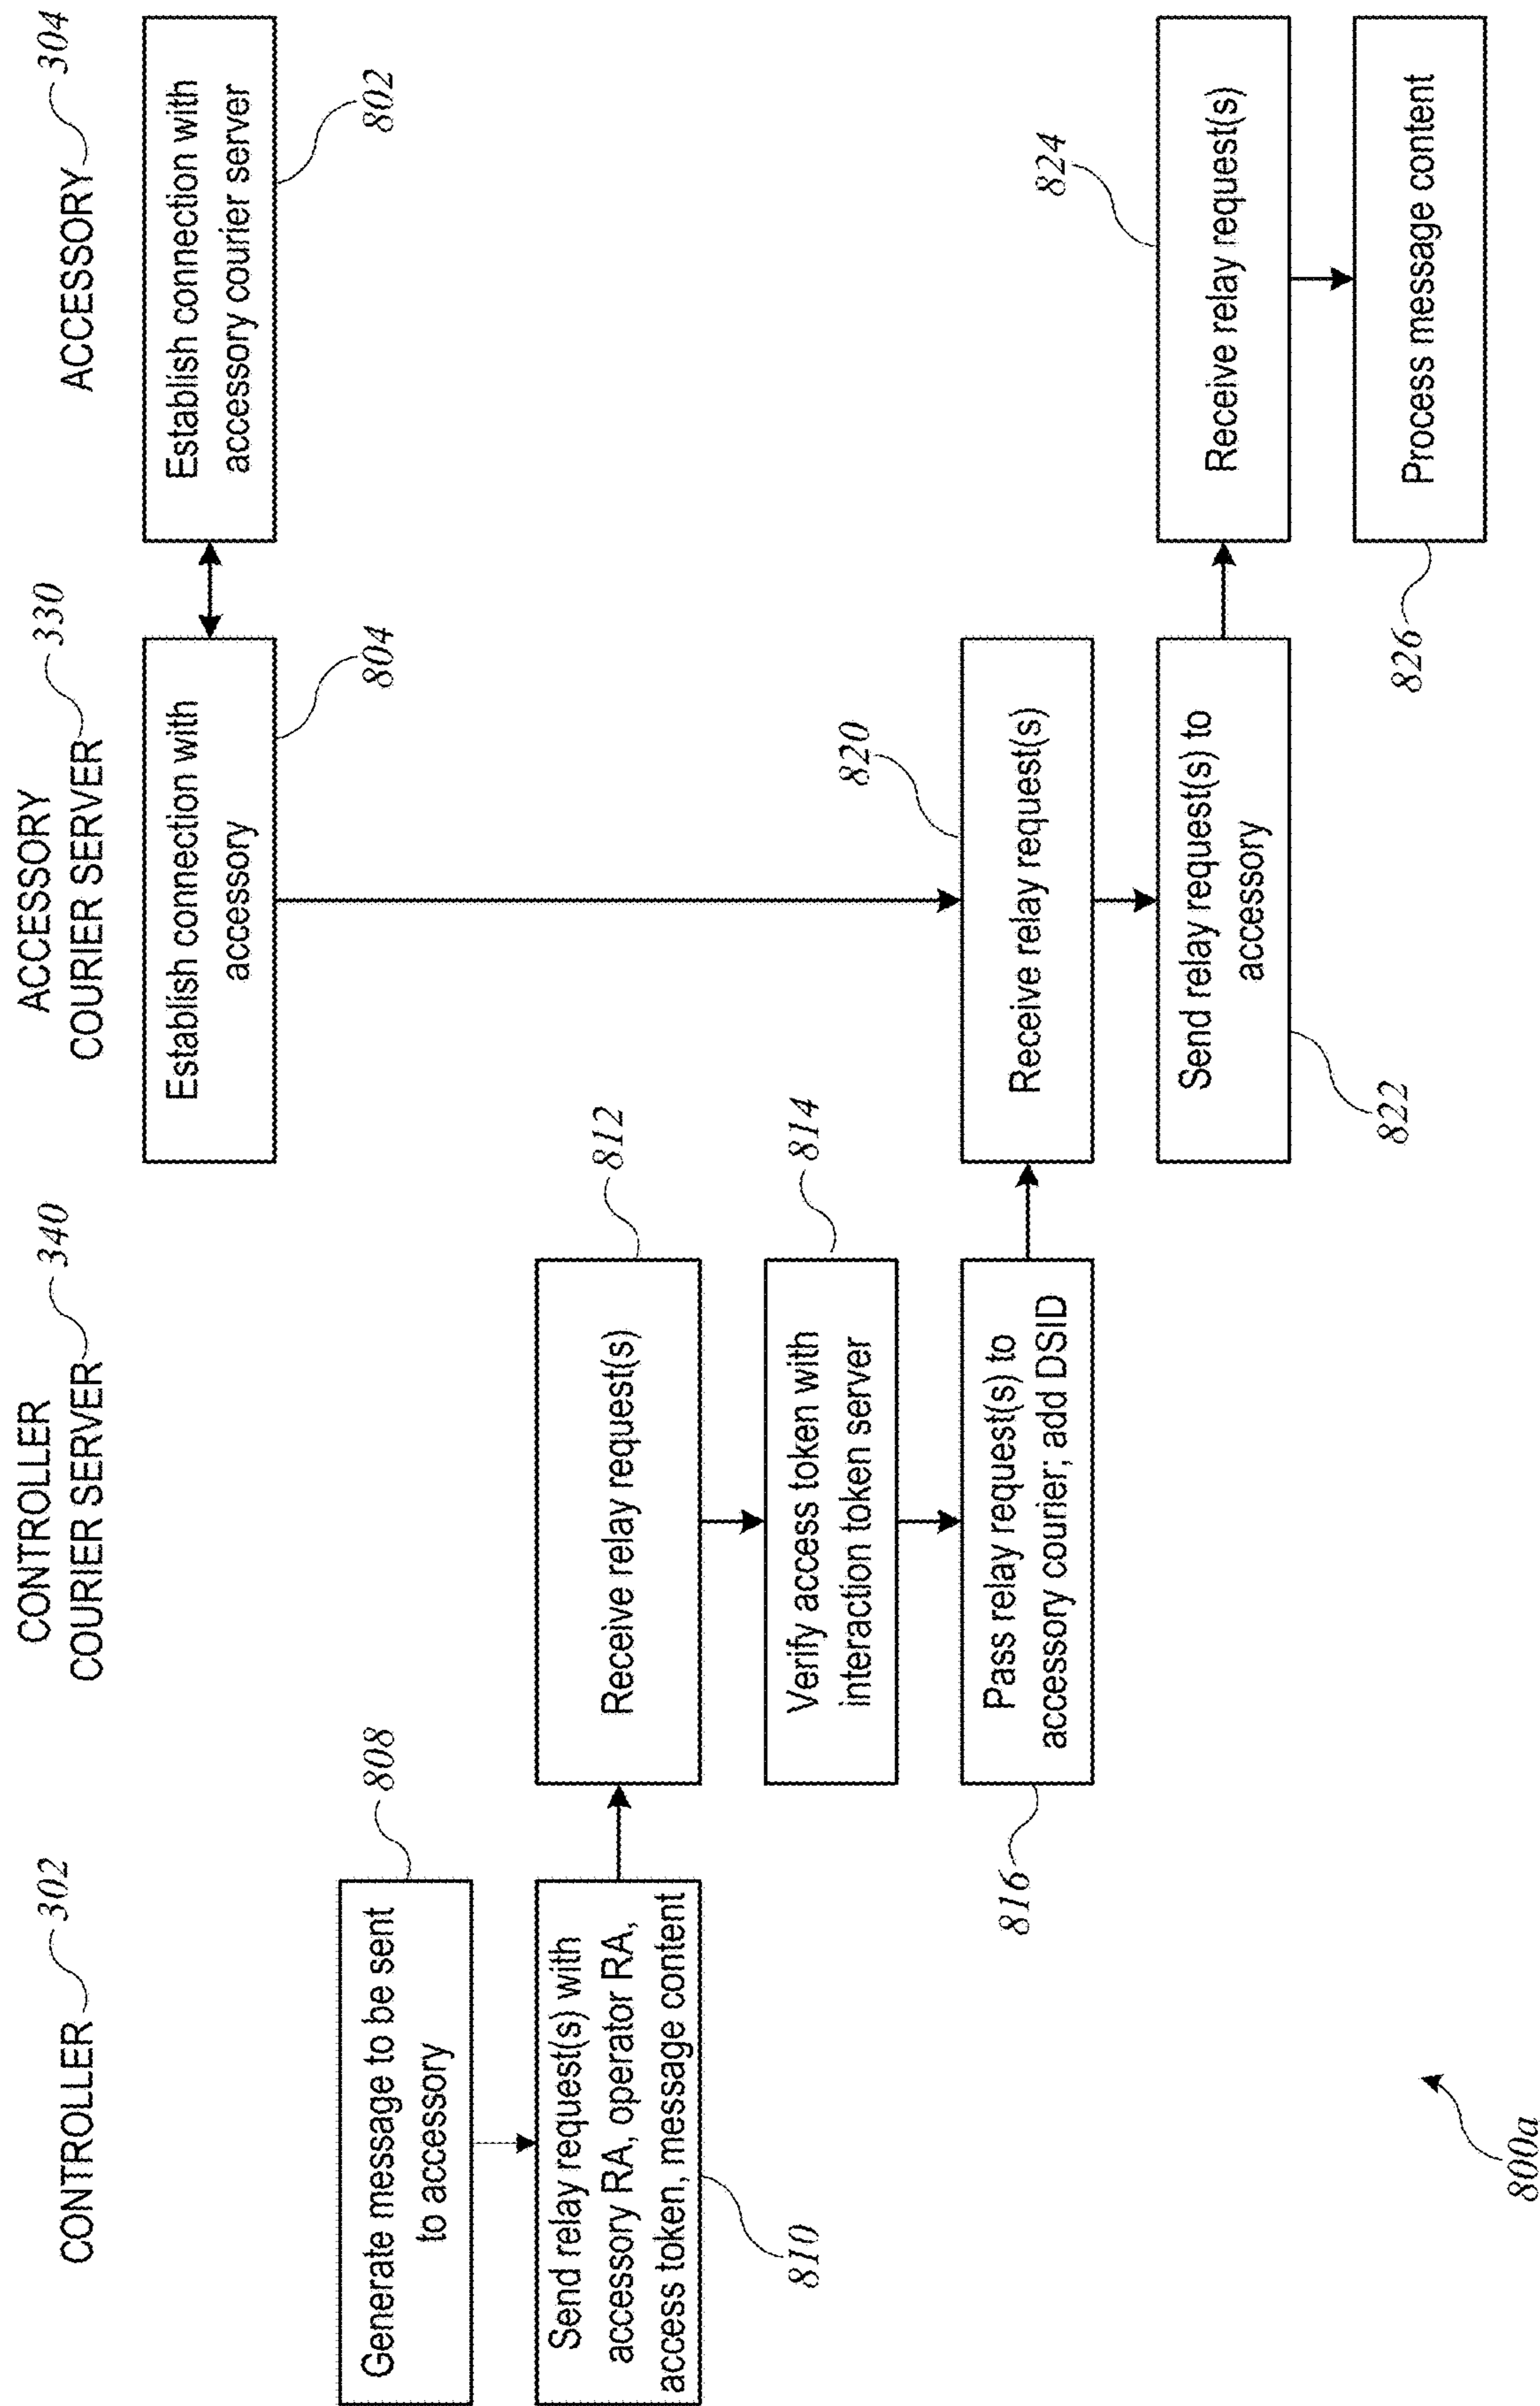 CONTROLLER 302
CONTROLLER
COURIER SERVER 340
ACCESSORY
COURIER SERVER 330
ACCESSORY 304
Establish connection with
accessory
804
Establish connection with
accessory courier server
802
Generate message to be sent
to accessory
808
Send relay request(s) with
accessory RA, operator RA,
access token, message content
810
Receive relay request(s)
812
Verify access token with
interaction token server
814
Pass relay request(s) to
accessory courier; add DSID
816
Receive relay request(s)
820
Send relay request(s) to
accessory
822
Receive relay request(s)
824
Process message content
826
800a